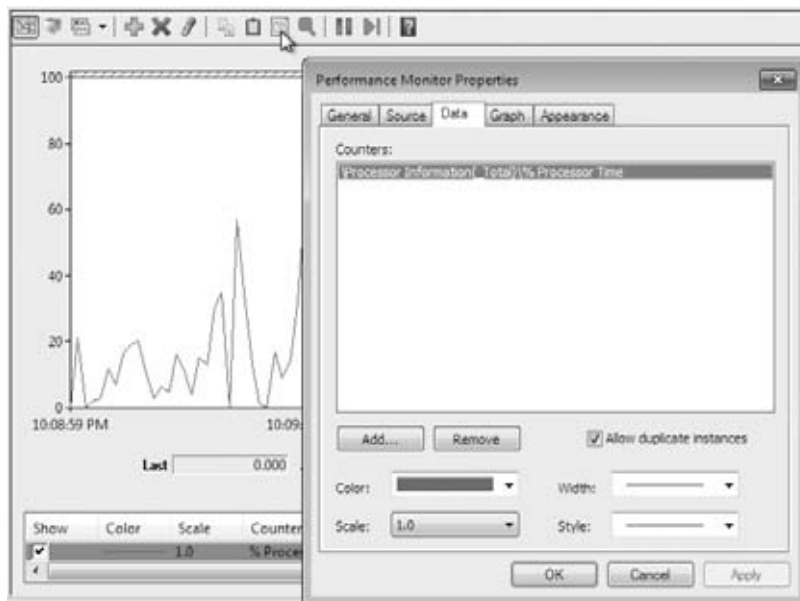 100
80
60
40
20
0
10:08:59 PM
10:09:
Last 0.000
Show Color Scale Counter
1.0 % Proce
Performance Monitor Properties
General Source Data Graph Appearance
Counters:
\Processor Information(_Total)\% Processor Time
Add... Remove Allow duplicate instances
Color: Width:
Scale: 1.0 Style:
OK Cancel Apply